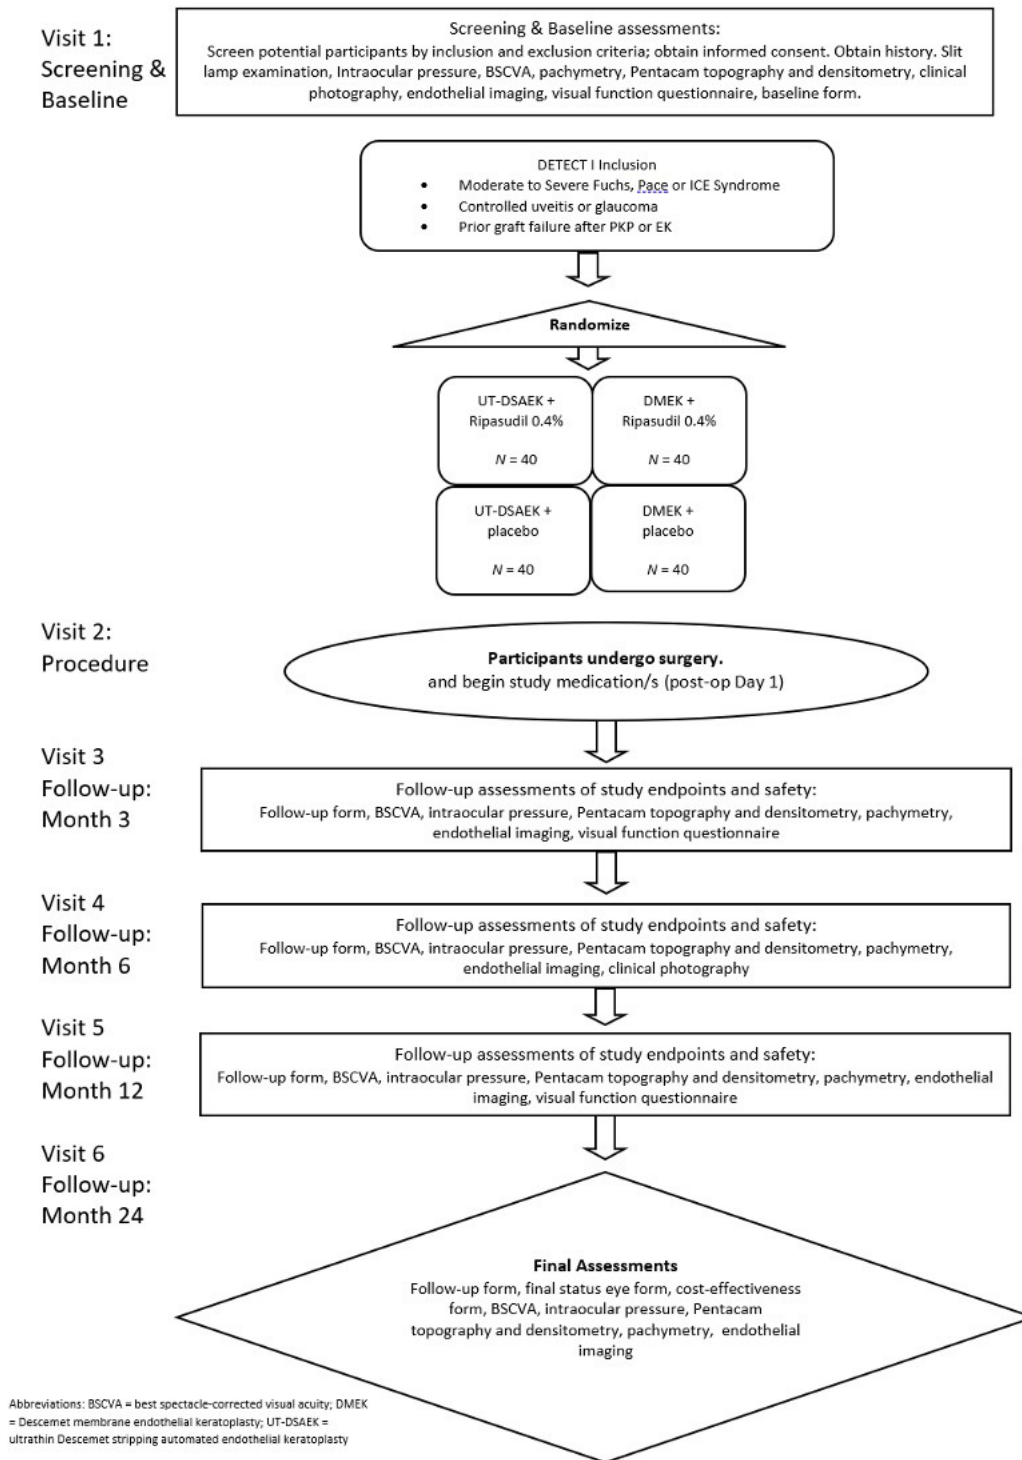 Visit 1:
Screening &
Baseline
Screening & Baseline assessments:
Screen potential participants by inclusion and exclusion criteria; obtain informed consent. Obtain history. Slit
lamp examination, Intraocular pressure, BSCVA, pachymetry, Pentacam topography and densitometry, clinical
photography, endothelial imaging, visual function questionnaire, baseline form.
DETECT I Inclusion
• Moderate to Severe Fuchs, Pace or ICE Syndrome
• Controlled uveitis or glaucoma
• Prior graft failure after PKP or EK
Randomize
UT-DSAEK +
Ripasudil 0.4%
N = 40
DMEK +
Ripasudil 0.4%
N = 40
UT-DSAEK +
placebo
N = 40
DMEK +
placebo
N = 40
Visit 2:
Procedure
Participants undergo surgery.
and begin study medication/s (post-op Day 1)
Visit 3
Follow-up:
Month 3
Follow-up assessments of study endpoints and safety:
Follow-up form, BSCVA, intraocular pressure, Pentacam topography and densitometry, pachymetry,
endothelial imaging, visual function questionnaire
Visit 4
Follow-up:
Month 6
Follow-up assessments of study endpoints and safety:
Follow-up form, BSCVA, intraocular pressure, Pentacam topography and densitometry, pachymetry,
endothelial imaging, clinical photography
Visit 5
Follow-up:
Month 12
Follow-up assessments of study endpoints and safety:
Follow-up form, BSCVA, intraocular pressure, Pentacam topography and densitometry, pachymetry, endothelial
imaging, visual function questionnaire
Visit 6
Follow-up:
Month 24
Final Assessments
Follow-up form, final status eye form, cost-effectiveness
form, BSCVA, intraocular pressure, Pentacam
topography and densitometry, pachymetry, endothelial
imaging
Abbreviations: BSCVA = best spectacle-corrected visual acuity; DMEK
= Descemet membrane endothelial keratoplasty; UT-DSAEK =
ultrathin Descemet stripping automated endothelial keratoplasty